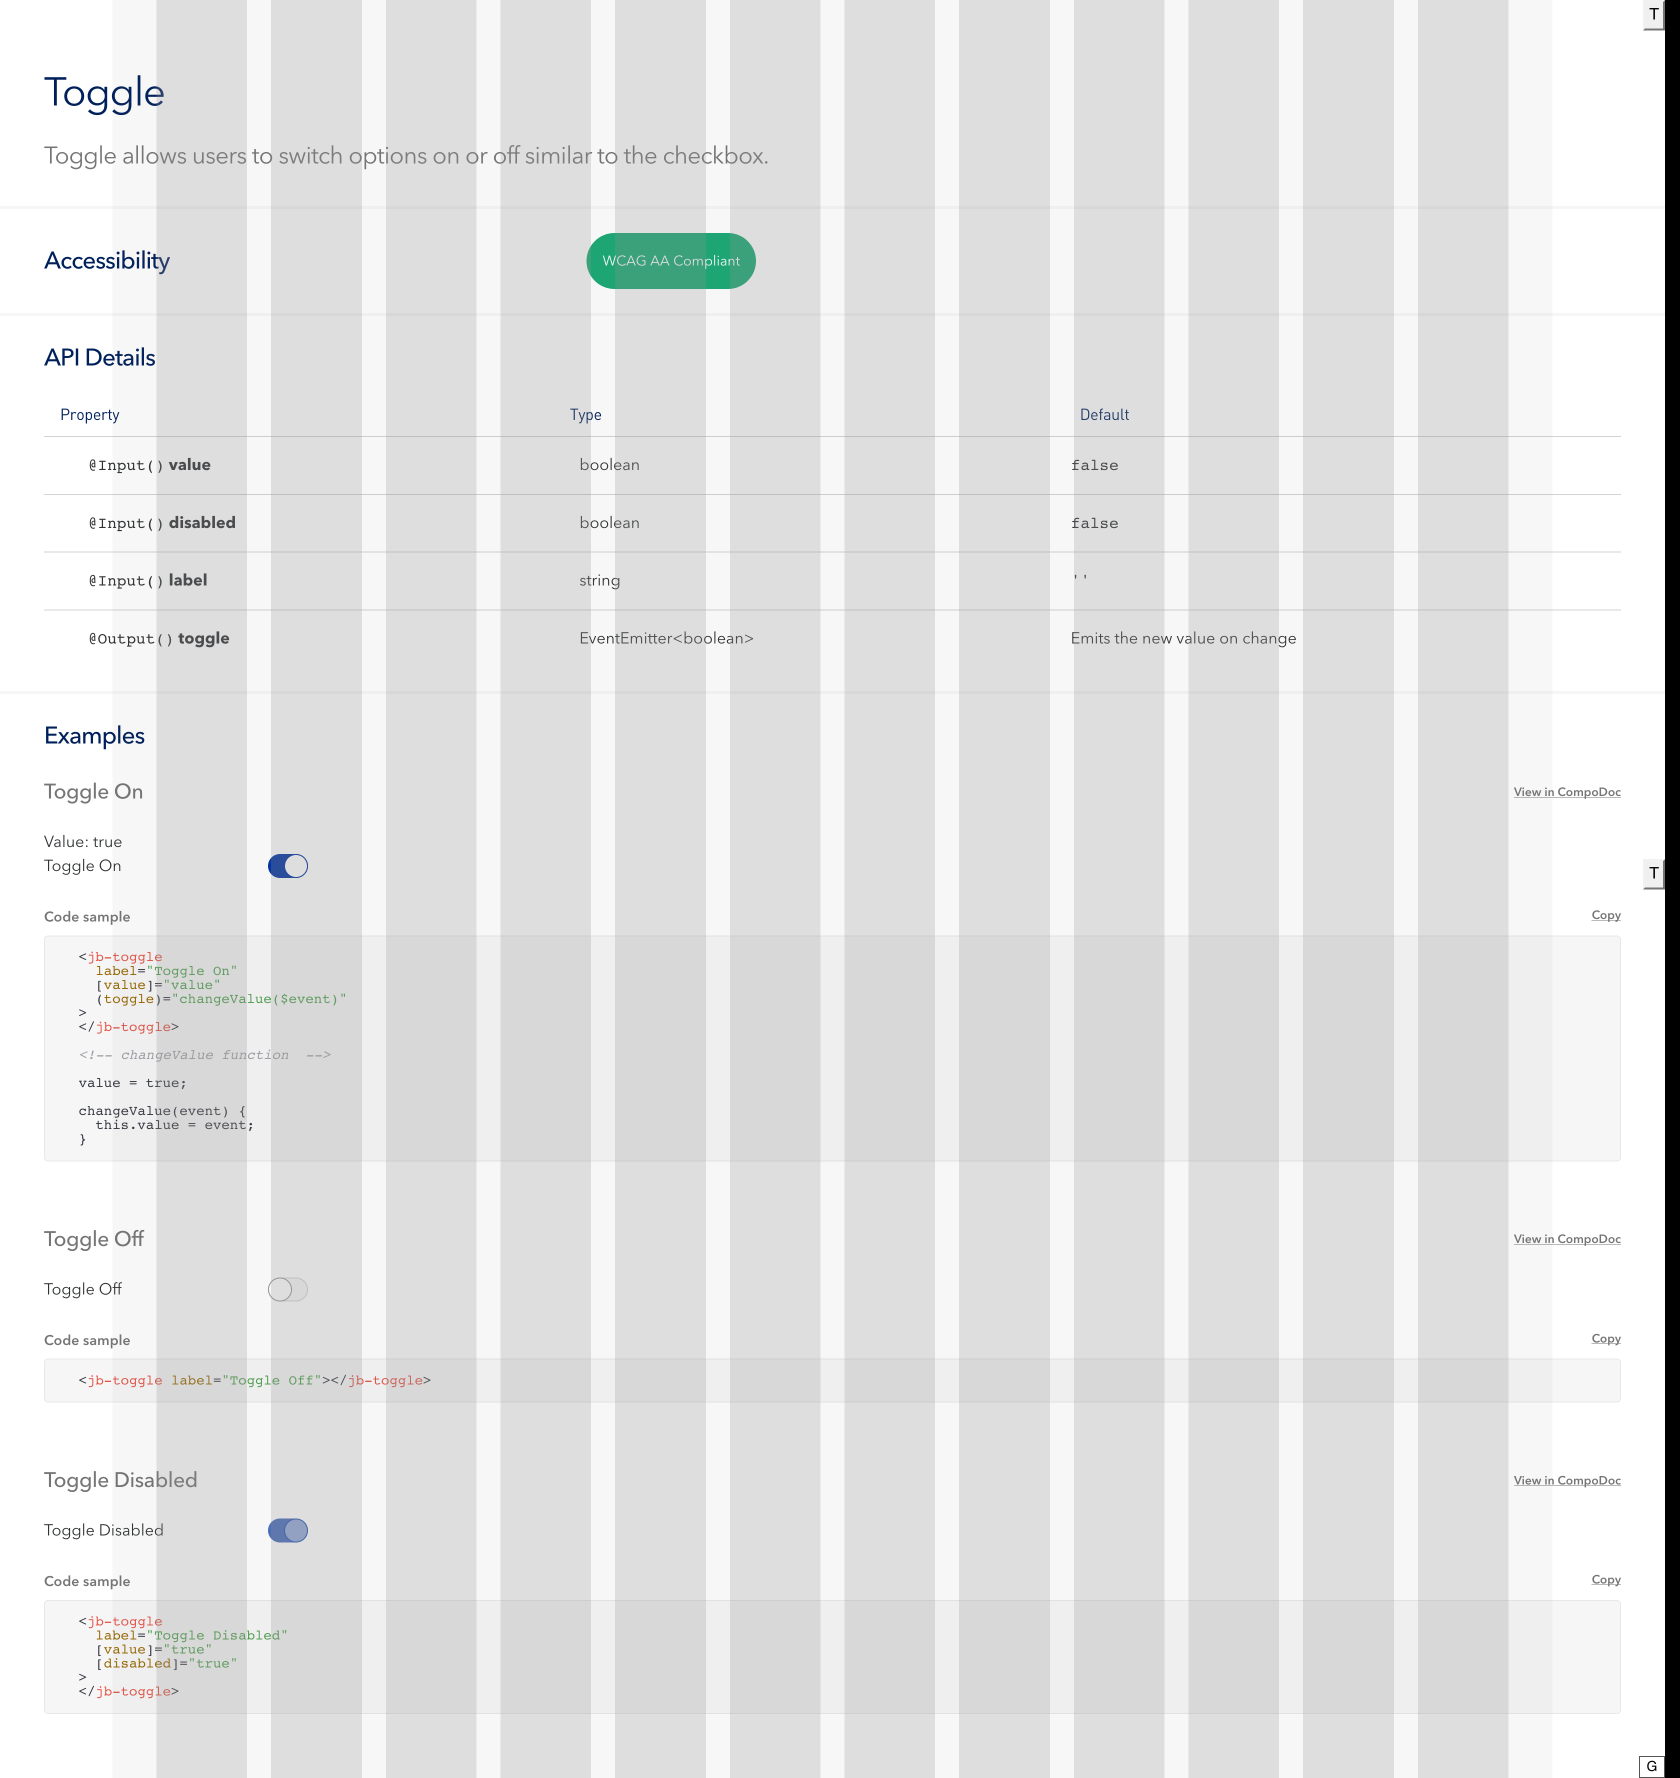 T
Toggle
Toggle allows users to switch options on or off similar to the checkbox.
Accessibility WCAG AA Compliant
API Details
Property Type Default
@Input() value boolean false
@Input() disabled boolean false
@Input() label string ''
@Output() toggle EventEmitter<boolean> Emits the new value on change
Examples
Toggle On View in CompoDoc
Value: true
Toggle On
T
Code sample Copy
<jb-toggle
label="Toggle On"
[value]="value"
(toggle)="changeValue($event)"
>
</jb-toggle>
<!-- changeValue function  -->
value = true;
changeValue(event) {
this.value = event;
}
Toggle Off View in CompoDoc
Toggle Off
Code sample Copy
<jb-toggle label="Toggle Off"></jb-toggle>
Toggle Disabled View in CompoDoc
Toggle Disabled
Code sample Copy
<jb-toggle
label="Toggle Disabled"
[value]="true"
[disabled]="true"
>
</jb-toggle>
G